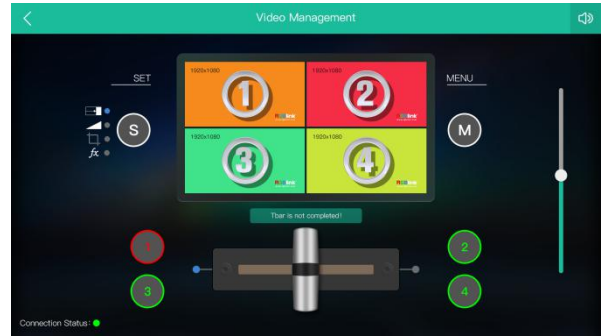 Video Management
SET
MENU
1920x1080
1920x1080
1
2
S
M
fx
1920x1080
1920x1080
3
4
Tbar is not completed!
1
2
3
4
Connection Status: